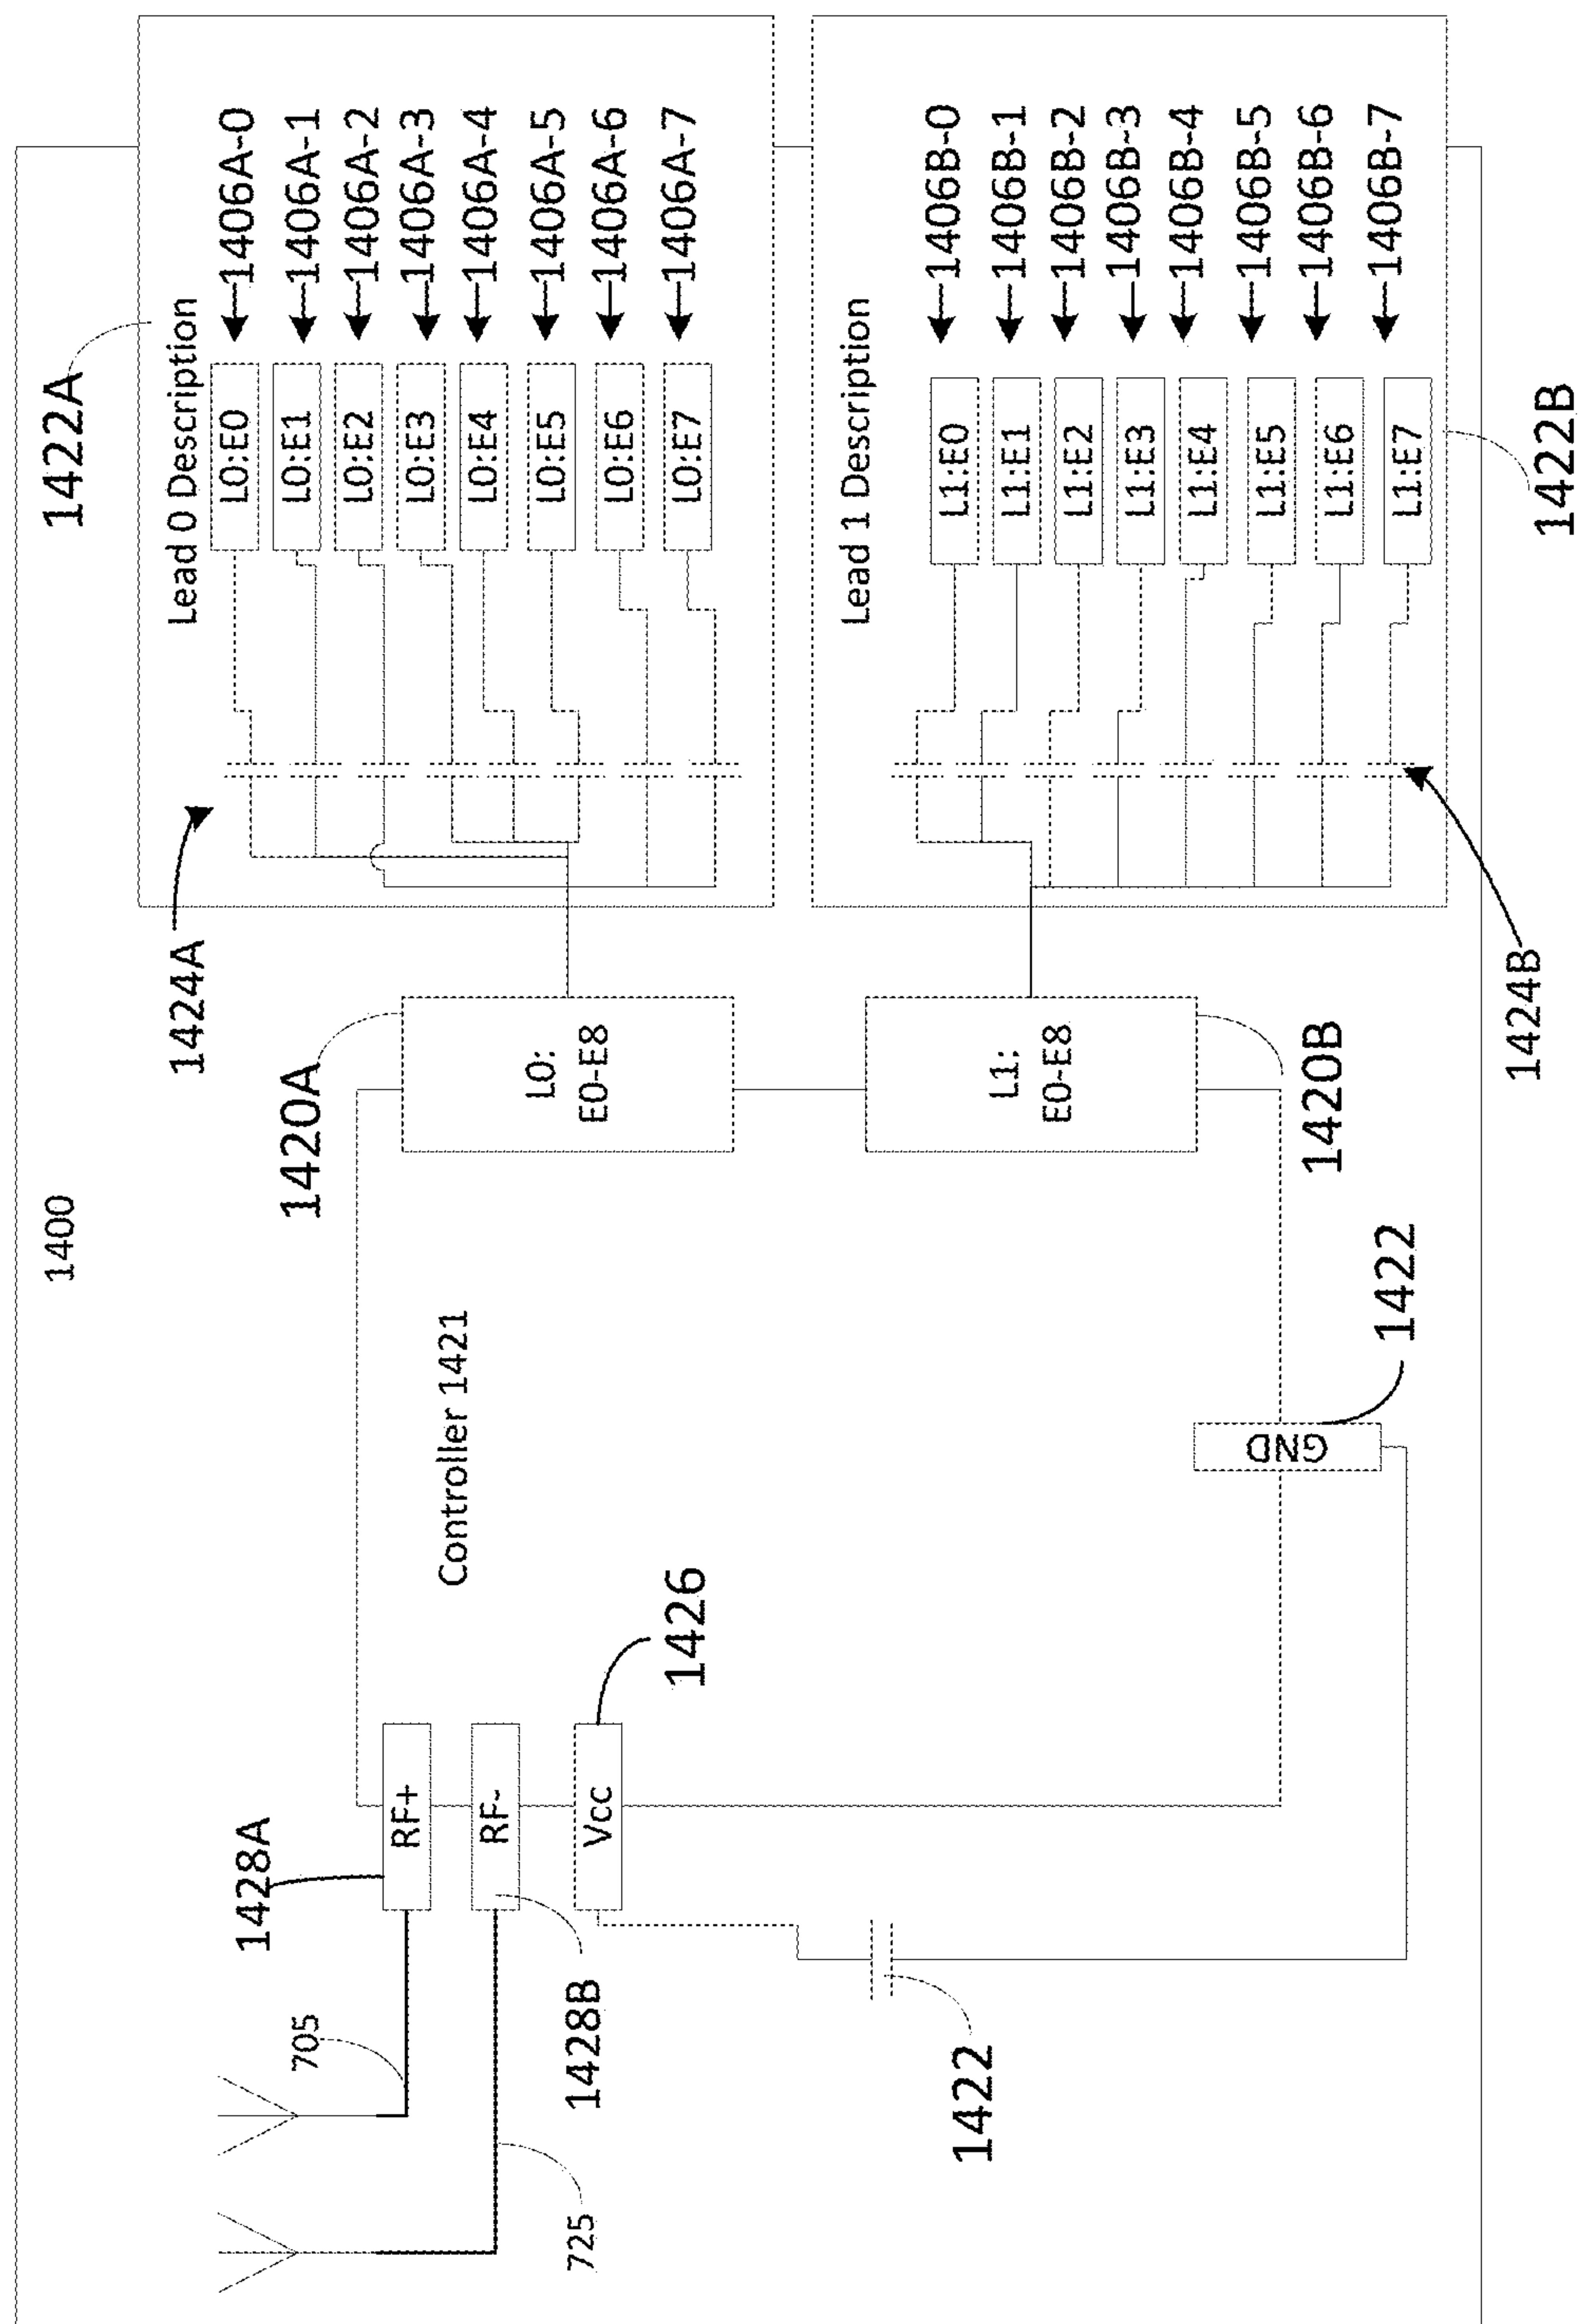 1400
1428A
705
725
1428B
RF+
RF-
Vcc
1426
1422
Controller 1421
GND
1422
1420A
L0:
E0-E8
L1:
E0-E8
1420B
1424A
1424B
1422A
Lead 0 Description
L0:E0
1406A-0
L0:E1
1406A-1
L0:E2
1406A-2
L0:E3
1406A-3
L0:E4
1406A-4
L0:E5
1406A-5
L0:E6
1406A-6
L0:E7
1406A-7
Lead 1 Description
L1:E0
1406B-0
L1:E1
1406B-1
L1:E2
1406B-2
L1:E3
1406B-3
L1:E4
1406B-4
L1:E5
1406B-5
L1:E6
1406B-6
L1:E7
1406B-7
1422B